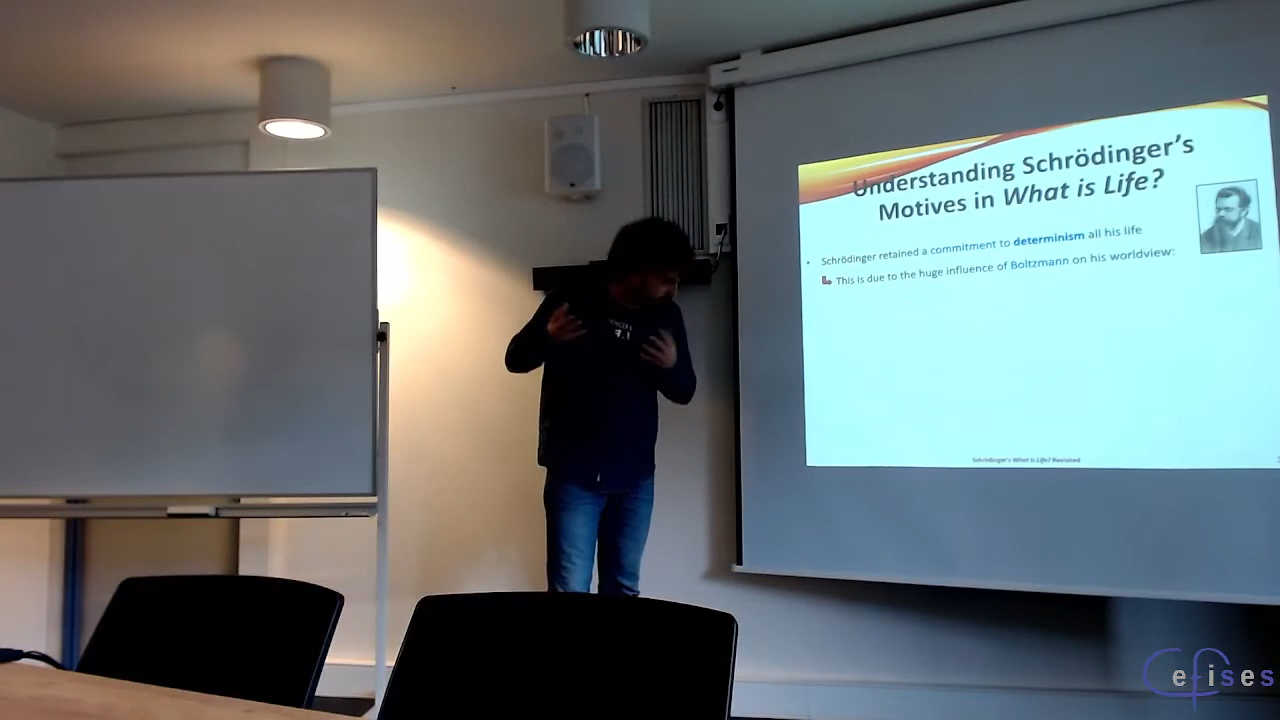 Understanding Schrödinger's
Motives in What is Life?
• Schrödinger retained a commitment to determinism all his life
This is due to the huge influence of Boltzmann on his worldview:
Schrödinger's What is Life? Revisited
efises